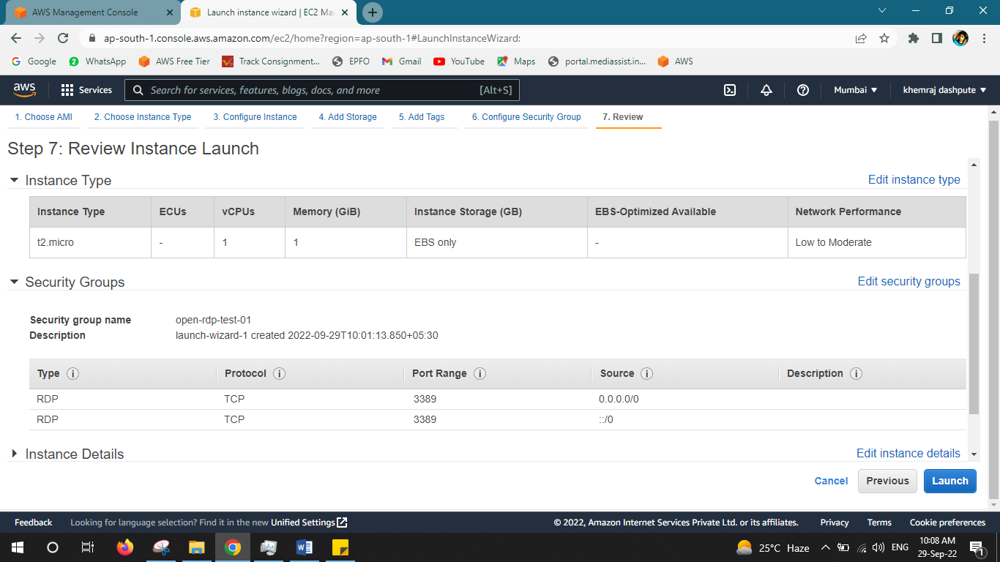 AWS Management Console
Launch instance wizard | EC2 Mar
ap-south-1.console.aws.amazon.com/ec2/home?region=ap-south-1#LaunchInstanceWizard:
Google WhatsApp AWS Free Tier Track Consignment... EPFO Gmail YouTube Maps portal.mediassist.in... AWS
aws Services Search for services, features, blogs, docs, and more [Alt+S] Mumbai khemraj dashpute
1. Choose AMI 2. Choose Instance Type 3. Configure Instance 4. Add Storage 5. Add Tags 6. Configure Security Group 7. Review
Step 7: Review Instance Launch
Instance Type Edit instance type
Instance Type ECUs vCPUs Memory (GiB) Instance Storage (GB) EBS-Optimized Available Network Performance
t2.micro - 1 1 EBS only - Low to Moderate
Security Groups Edit security groups
Security group name open-rdp-test-01
Description launch-wizard-1 created 2022-09-29T10:01:13.850+05:30
Type Protocol Port Range Source Description
RDP TCP 3389 0.0.0.0/0
RDP TCP 3389 ::/0
Instance Details Edit instance details
Cancel Previous Launch
Feedback Looking for language selection? Find it in the new Unified Settings © 2022, Amazon Internet Services Private Ltd. or its affiliates. Privacy Terms Cookie preferences
25°C Haze ENG 10:08 AM
29-Sep-22 1